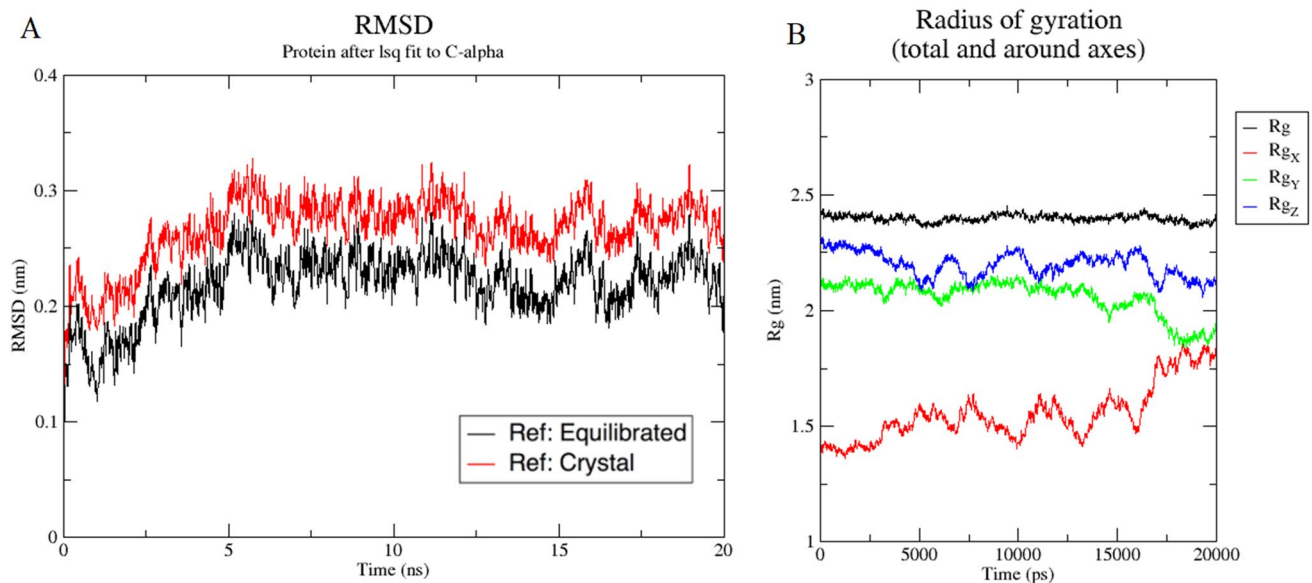 A
RMSD
Protein after lsq fit to C-alpha
0.4
0.3
0.2
0.1
0
RMSD (nm)
Ref: Equilibrated
Ref: Crystal
0 5 10 15 20
Time (ns)
B
Radius of gyration
(total and around axes)
3
2.5
2
1.5
1
Rg (nm)
Rg
RgX
RgY
RgZ
0 5000 10000 15000 20000
Time (ps)